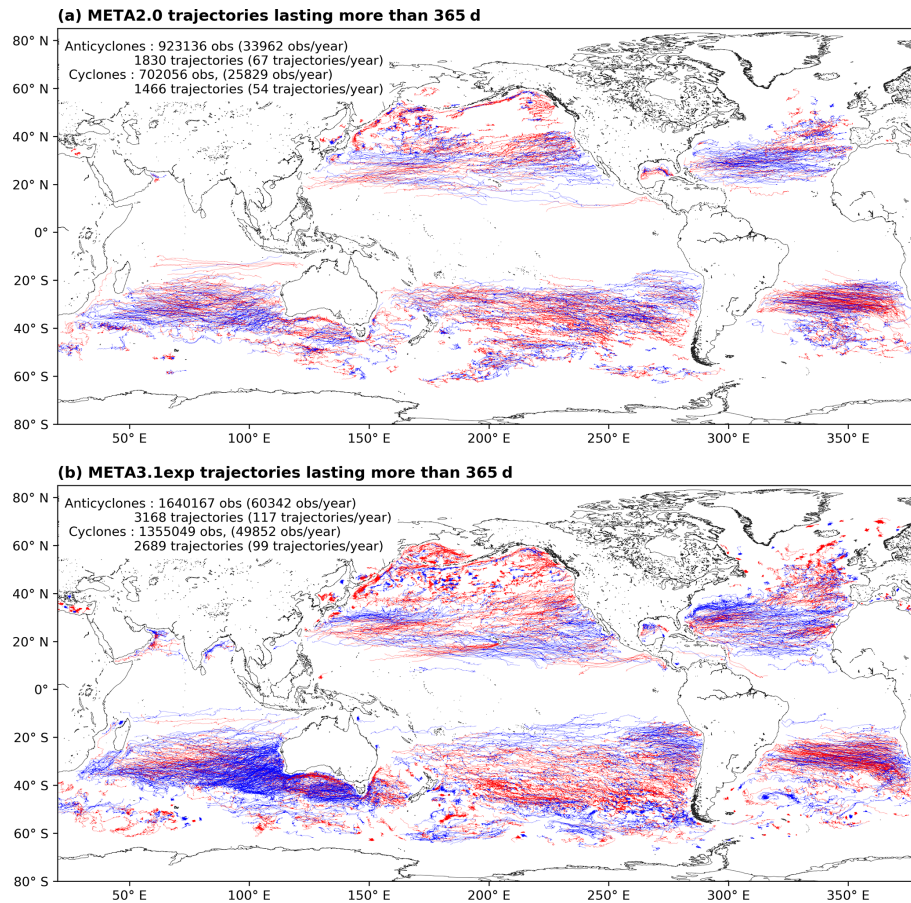 (a) META2.0 trajectories lasting more than 365 d
80° N
Anticyclones : 923136 obs (33962 obs/year)
1830 trajectories (67 trajectories/year)
Cyclones : 702056 obs, (25829 obs/year)
1466 trajectories (54 trajectories/year)
60° N
40° N
20° N
0°
20° S
40° S
60° S
80° S
50° E 100° E 150° E 200° E 250° E 300° E 350° E
(b) META3.1exp trajectories lasting more than 365 d
80° N
Anticyclones : 1640167 obs (60342 obs/year)
3168 trajectories (117 trajectories/year)
Cyclones : 1355049 obs, (49852 obs/year)
2689 trajectories (99 trajectories/year)
60° N
40° N
20° N
0°
20° S
40° S
60° S
80° S
50° E 100° E 150° E 200° E 250° E 300° E 350° E